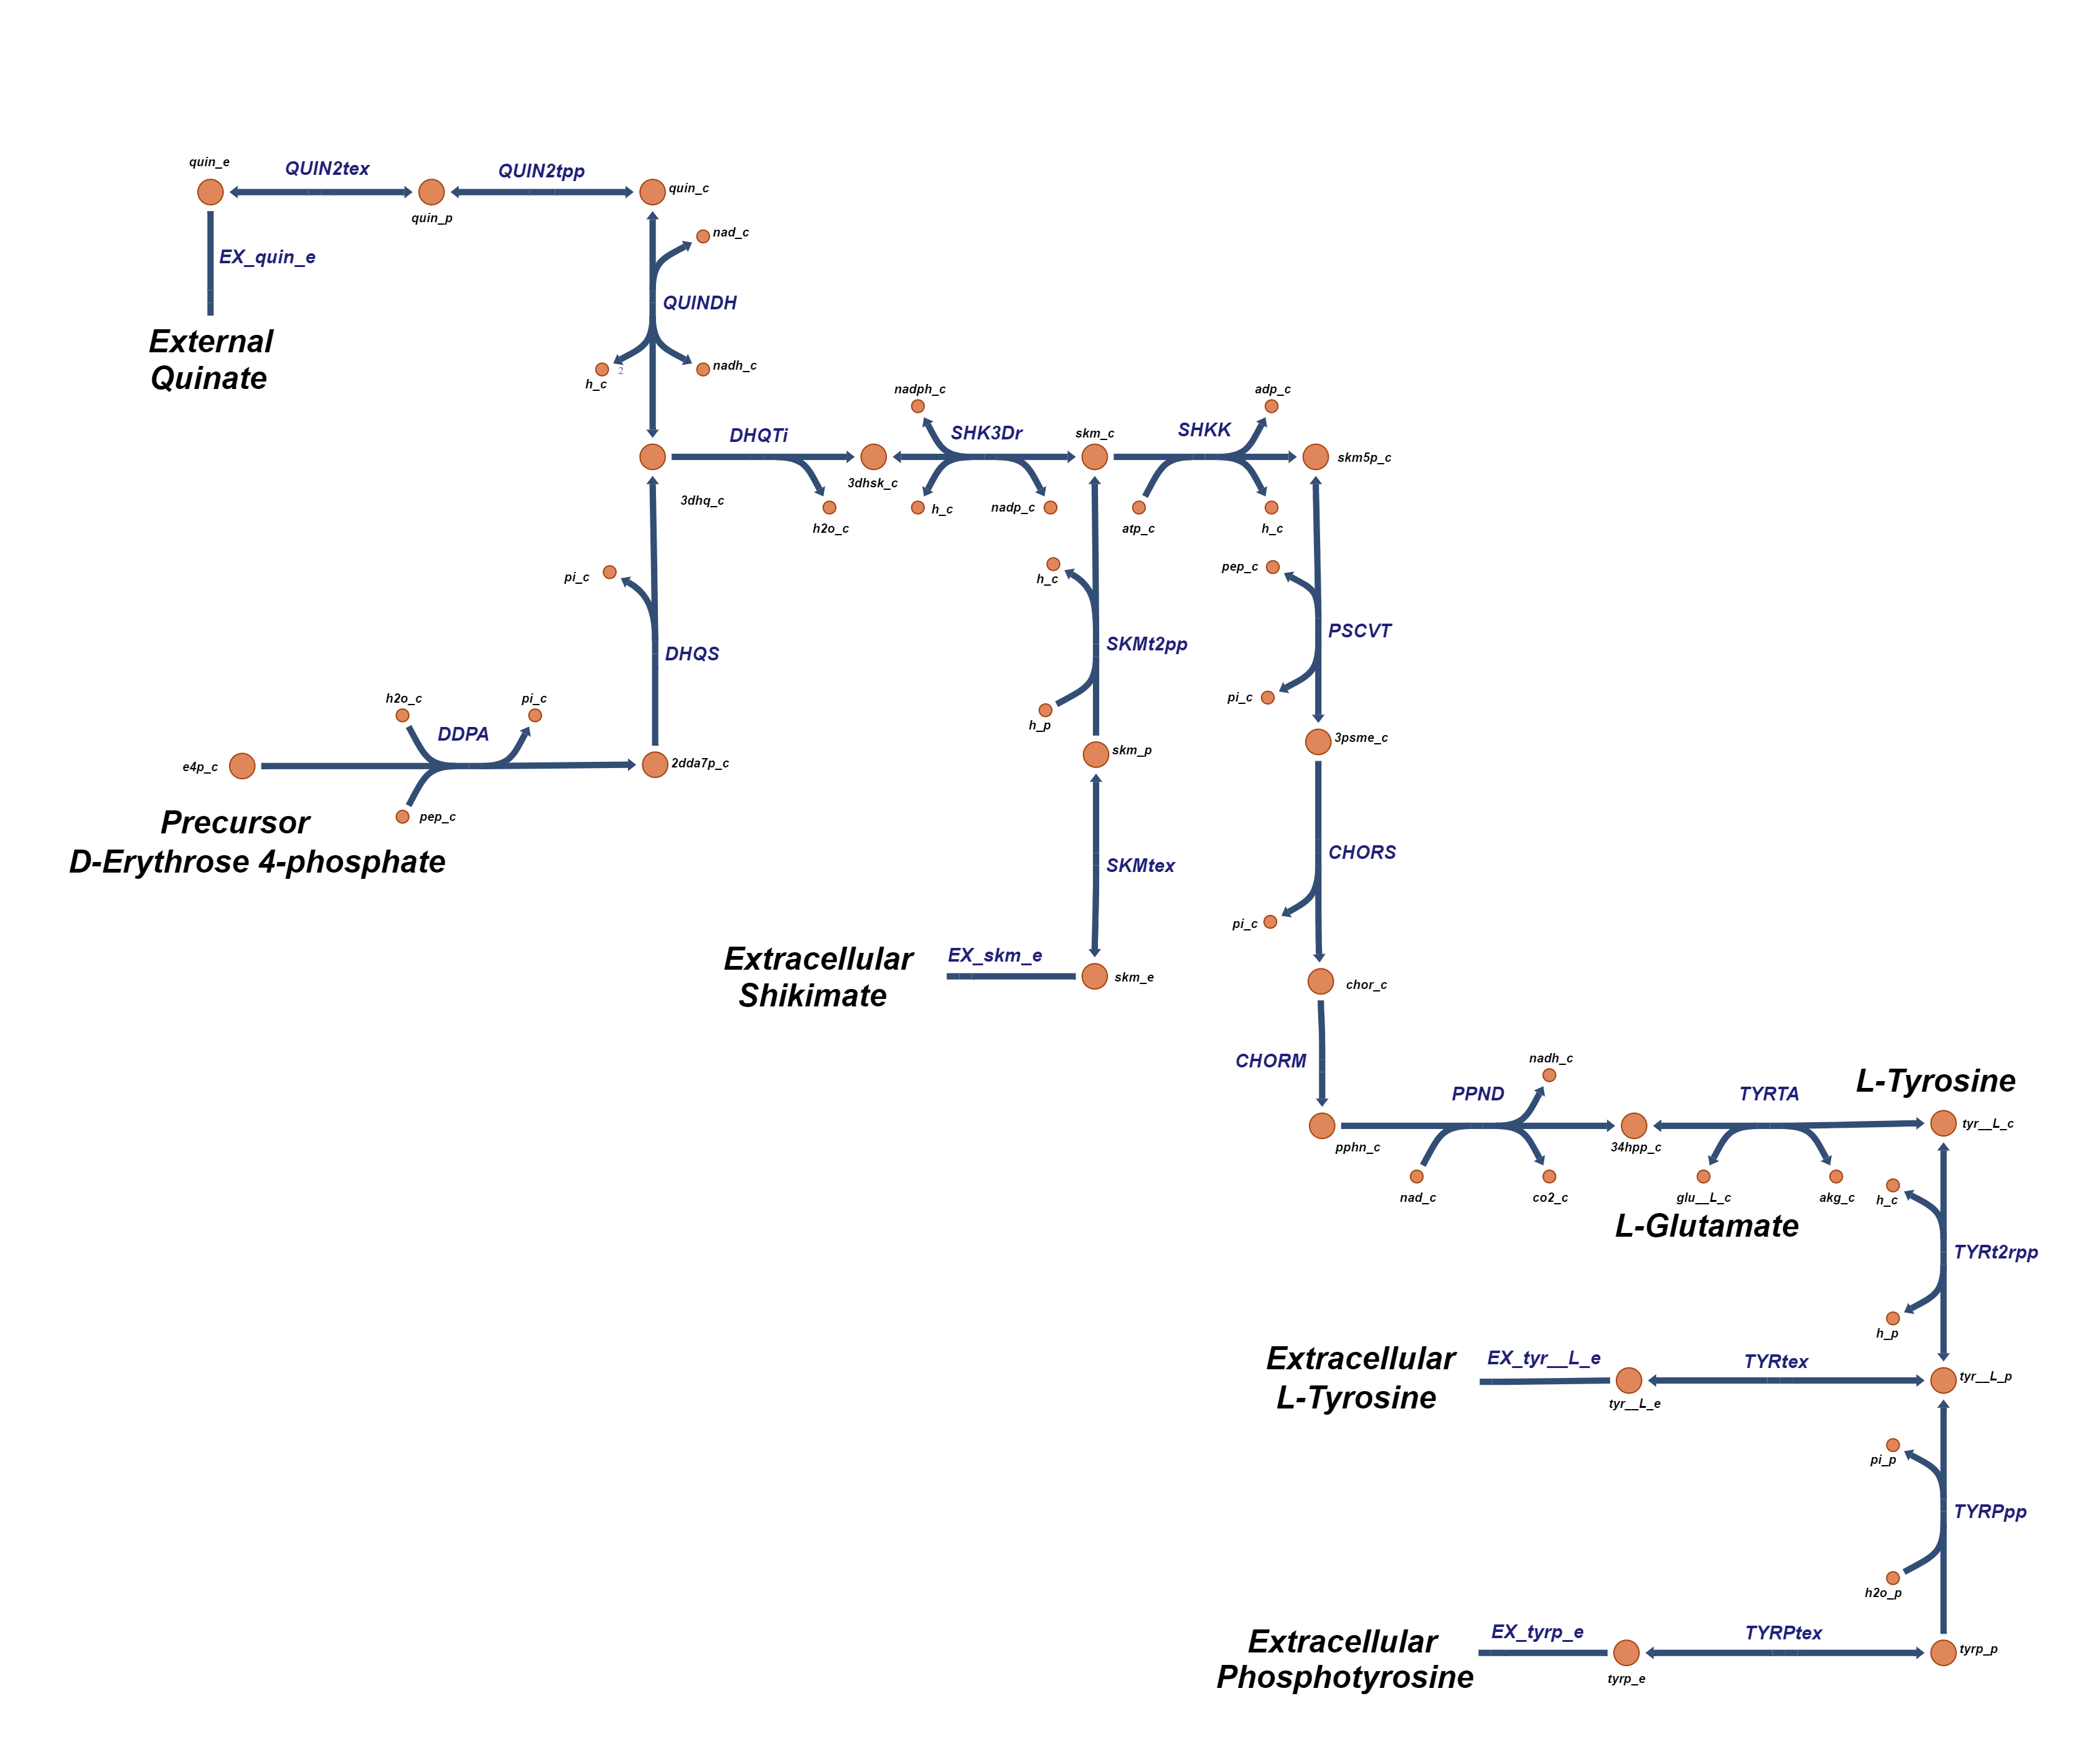 quin_e
QUIN2tex
QUIN2tpp
quin_c
quin_p
nad_c
EX_quin_e
QUINDH
External
Quinate
nadh_c
h_c
2
nadph_c
adp_c
DHQTi
SHK3Dr
skm_c
SHKK
skm5p_c
3dhsk_c
3dhq_c
h_c
nadp_c
h2o_c
atp_c
h_c
pi_c
h_c
pep_c
PSCVT
SKMt2pp
DHQS
h2o_c
pi_c
pi_c
h_p
DDPA
3psme_c
skm_p
e4p_c
2dda7p_c
pep_c
Precursor
D-Erythrose 4-phosphate
CHORS
SKMtex
pi_c
Extracellular
Shikimate
EX_skm_e
skm_e
chor_c
CHORM
nadh_c
PPND
TYRTA
L-Tyrosine
tyr__L_c
pphn_c
34hpp_c
nad_c
co2_c
glu__L_c
akg_c
h_c
L-Glutamate
TYRt2rpp
h_p
Extracellular
L-Tyrosine
EX_tyr__L_e
TYRtex
tyr__L_p
tyr__L_e
pi_p
TYRPpp
h2o_p
Extracellular
Phosphotyrosine
EX_tyrp_e
TYRPtex
tyrp_p
tyrp_e